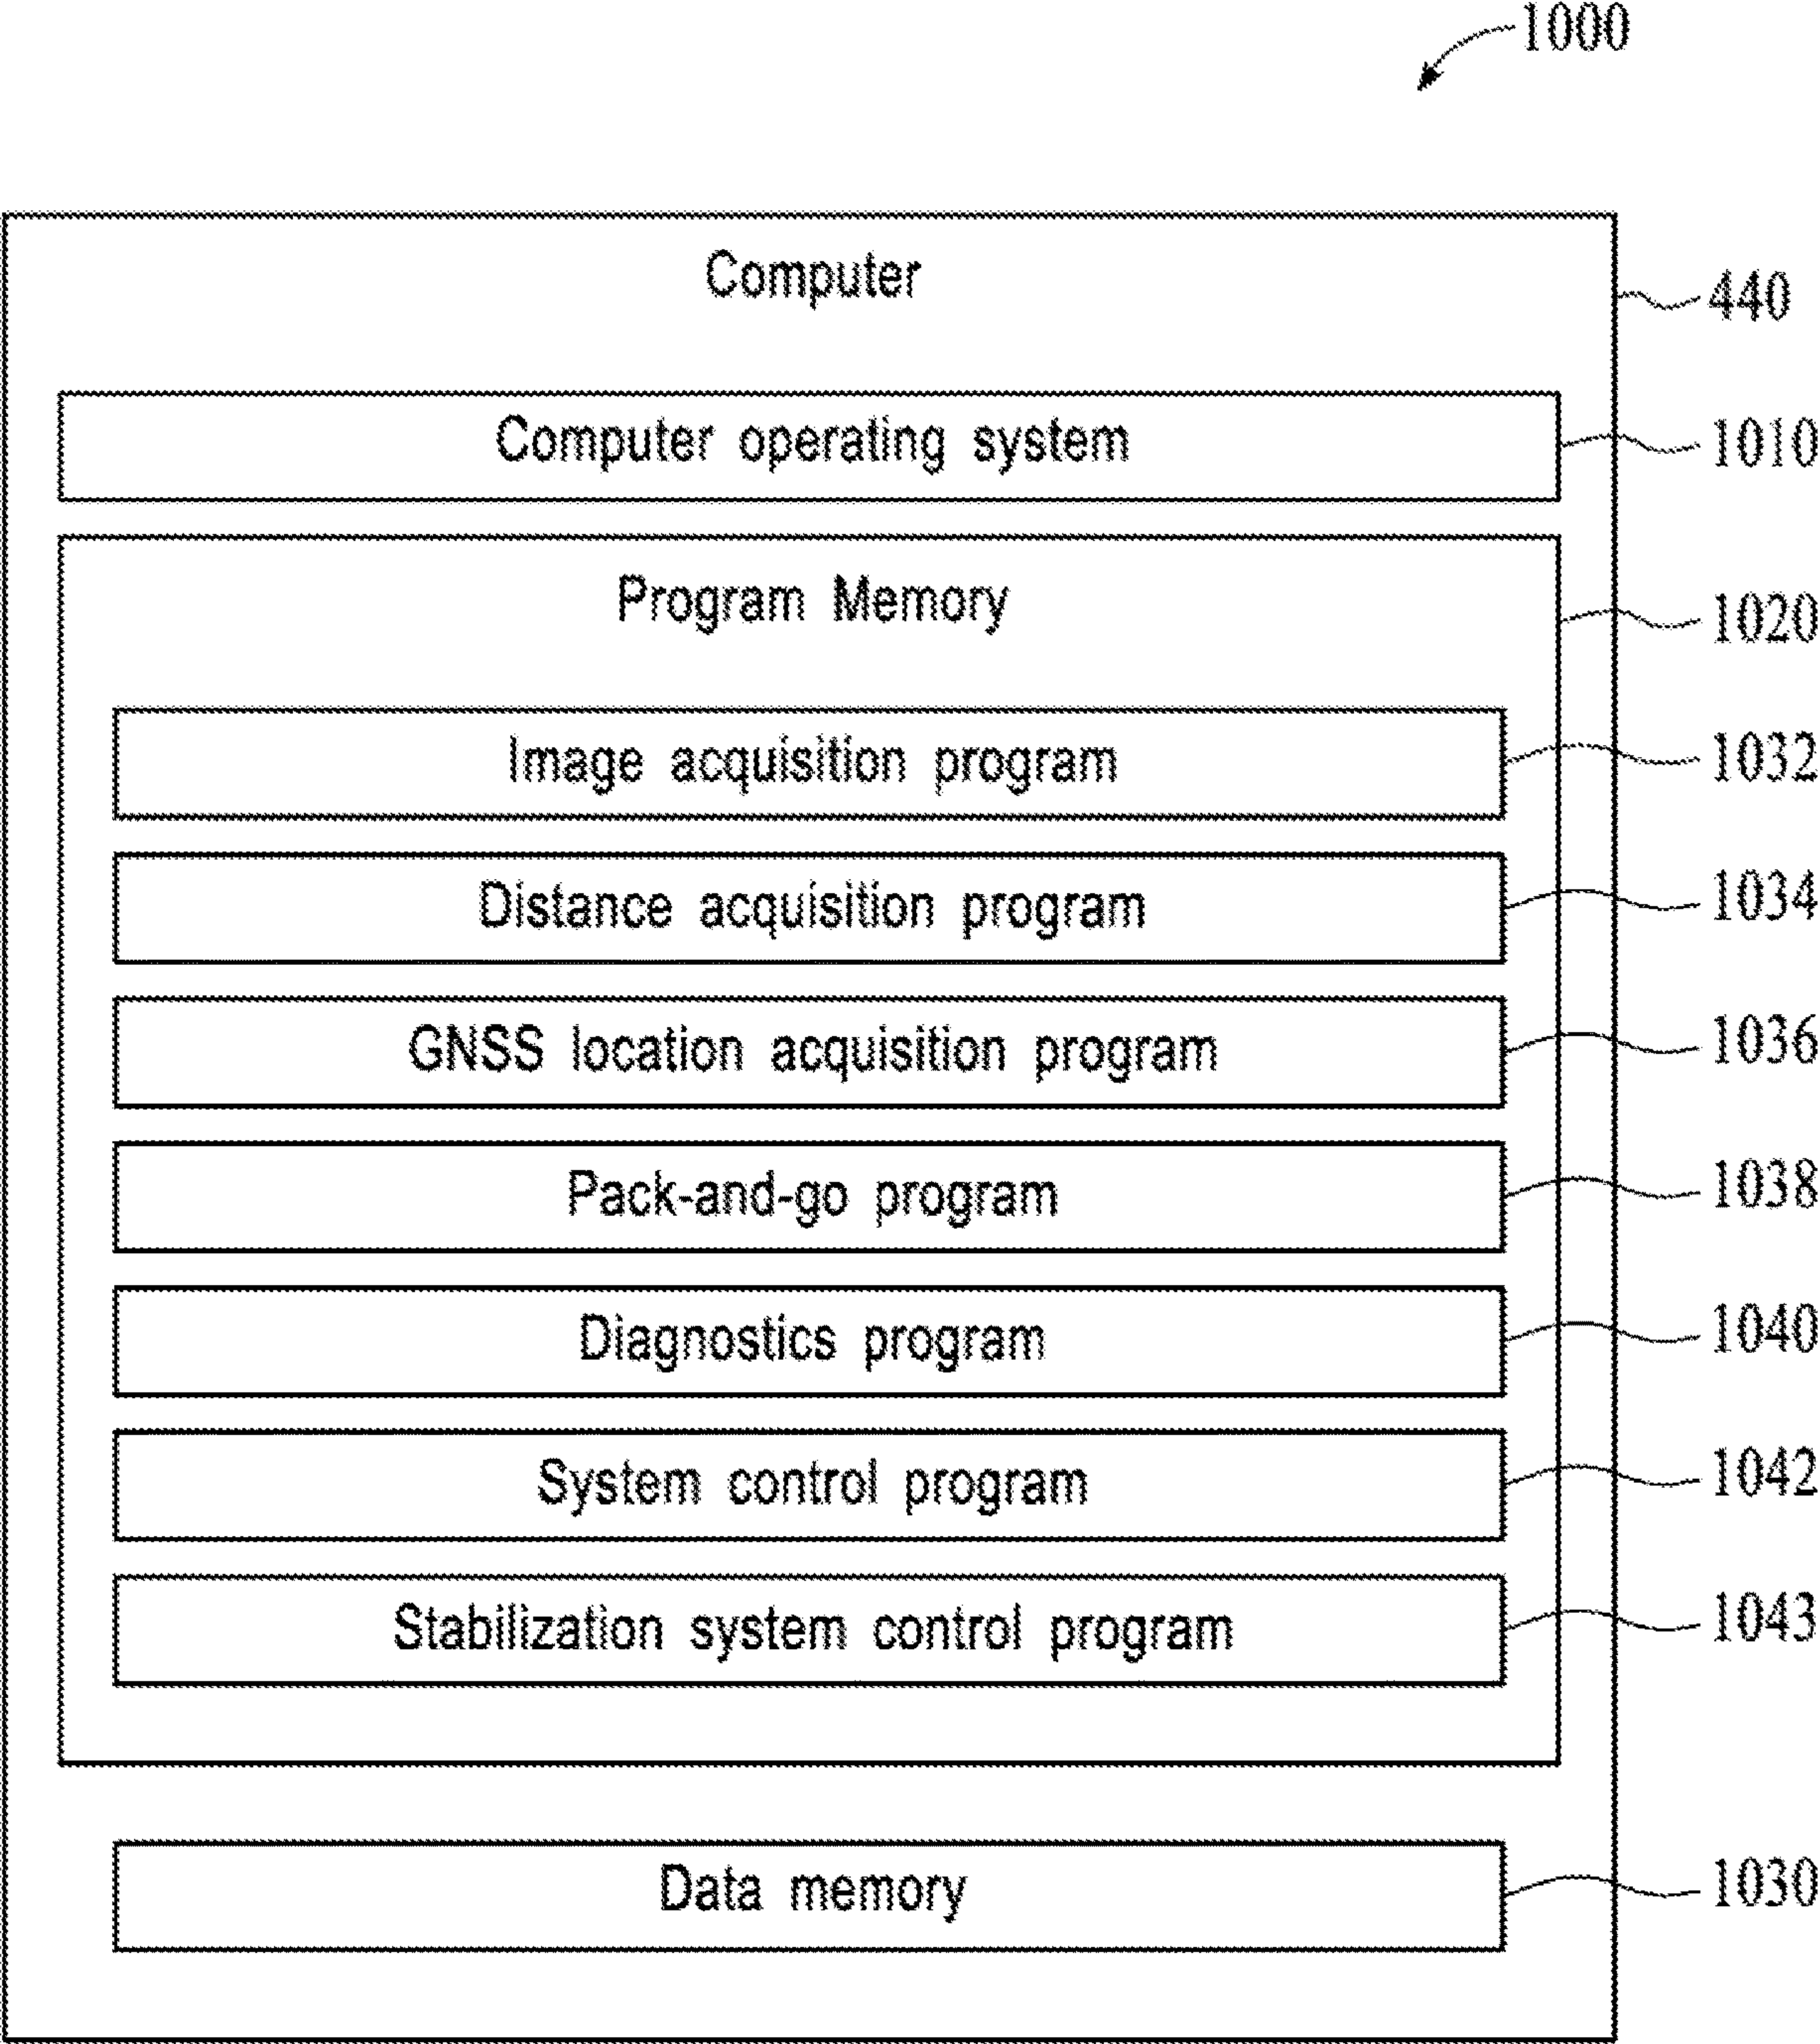 1000
Computer
440
Computer operating system
1010
Program Memory
1020
Image acquisition program
1032
Distance acquisition program
1034
GNSS location acquisition program
1036
Pack-and-go program
1038
Diagnostics program
1040
System control program
1042
Stabilization system control program
1043
Data memory
1030